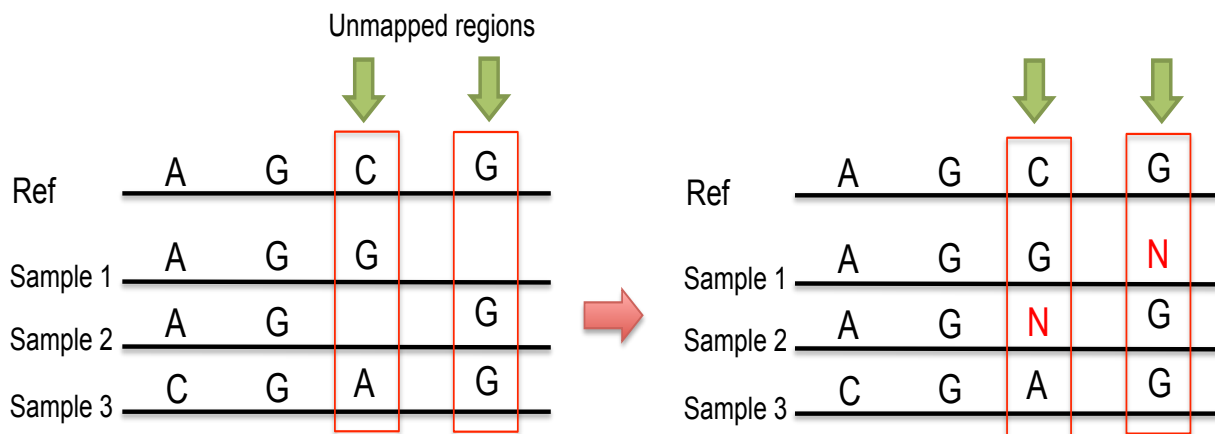 Unmapped regions
Ref A G C G
Sample 1 A G G
Sample 2 A G G
Sample 3 C G A G
Ref A G C G
Sample 1 A G G N
Sample 2 A G N G
Sample 3 C G A G